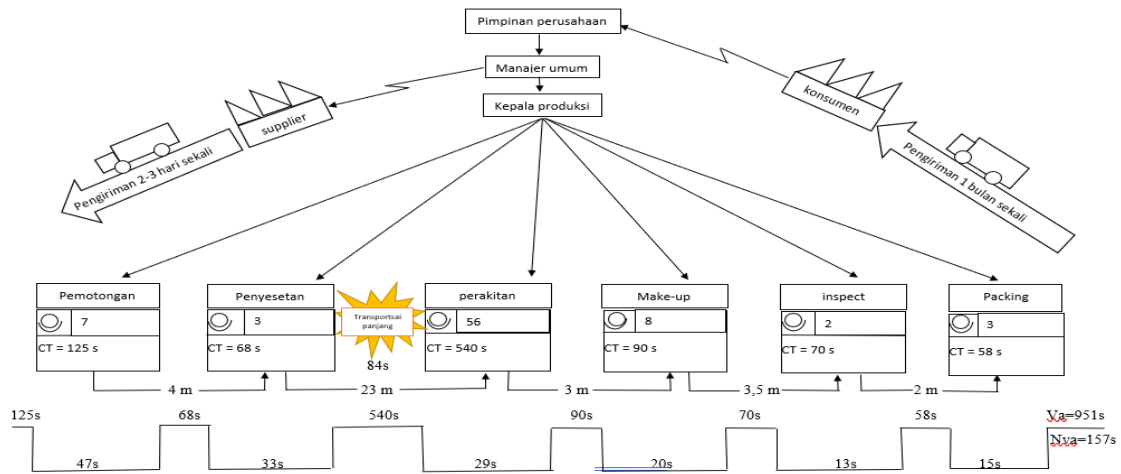 Pimpinan perusahaan
Manajer umum
Kepala produksi
supplier
konsumen
Pengiriman 2-3 hari sekali
Pengiriman 1 bulan sekali
Pemotongan
7
CT = 125 s
Penyesetan
3
CT = 68 s
Transportsai
panjang
84s
perakitan
56
CT = 540 s
Make-up
8
CT = 90 s
inspect
2
CT = 70 s
Packing
3
CT = 58 s
4 m
23 m
3 m
3,5 m
2 m
125s
68s
540s
90s
70s
58s
Va=951s
47s
33s
29s
20s
13s
15s
Nva=157s